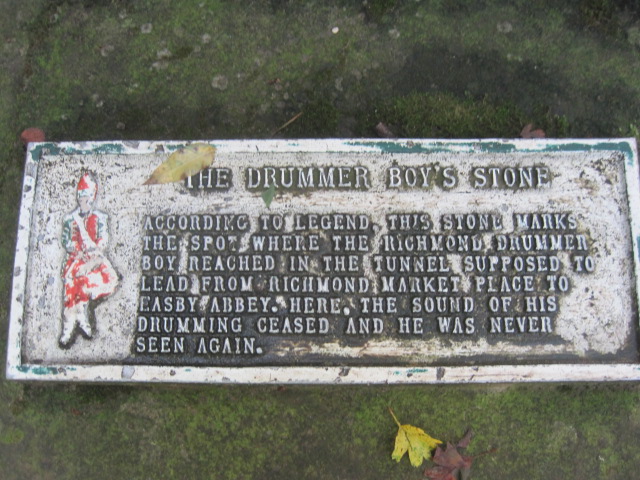 THE DRUMMER BOY'S STONE
ACCORDING TO LEGEND, THIS STONE MARKS
THE SPOT WHERE THE RICHMOND DRUMMER
BOY REACHED IN THE TUNNEL SUPPOSED TO
LEAD FROM RICHMOND MARKET PLACE TO
EASBY ABBEY. HERE, THE SOUND OF HIS
DRUMMING CEASED AND HE WAS NEVER
SEEN AGAIN.